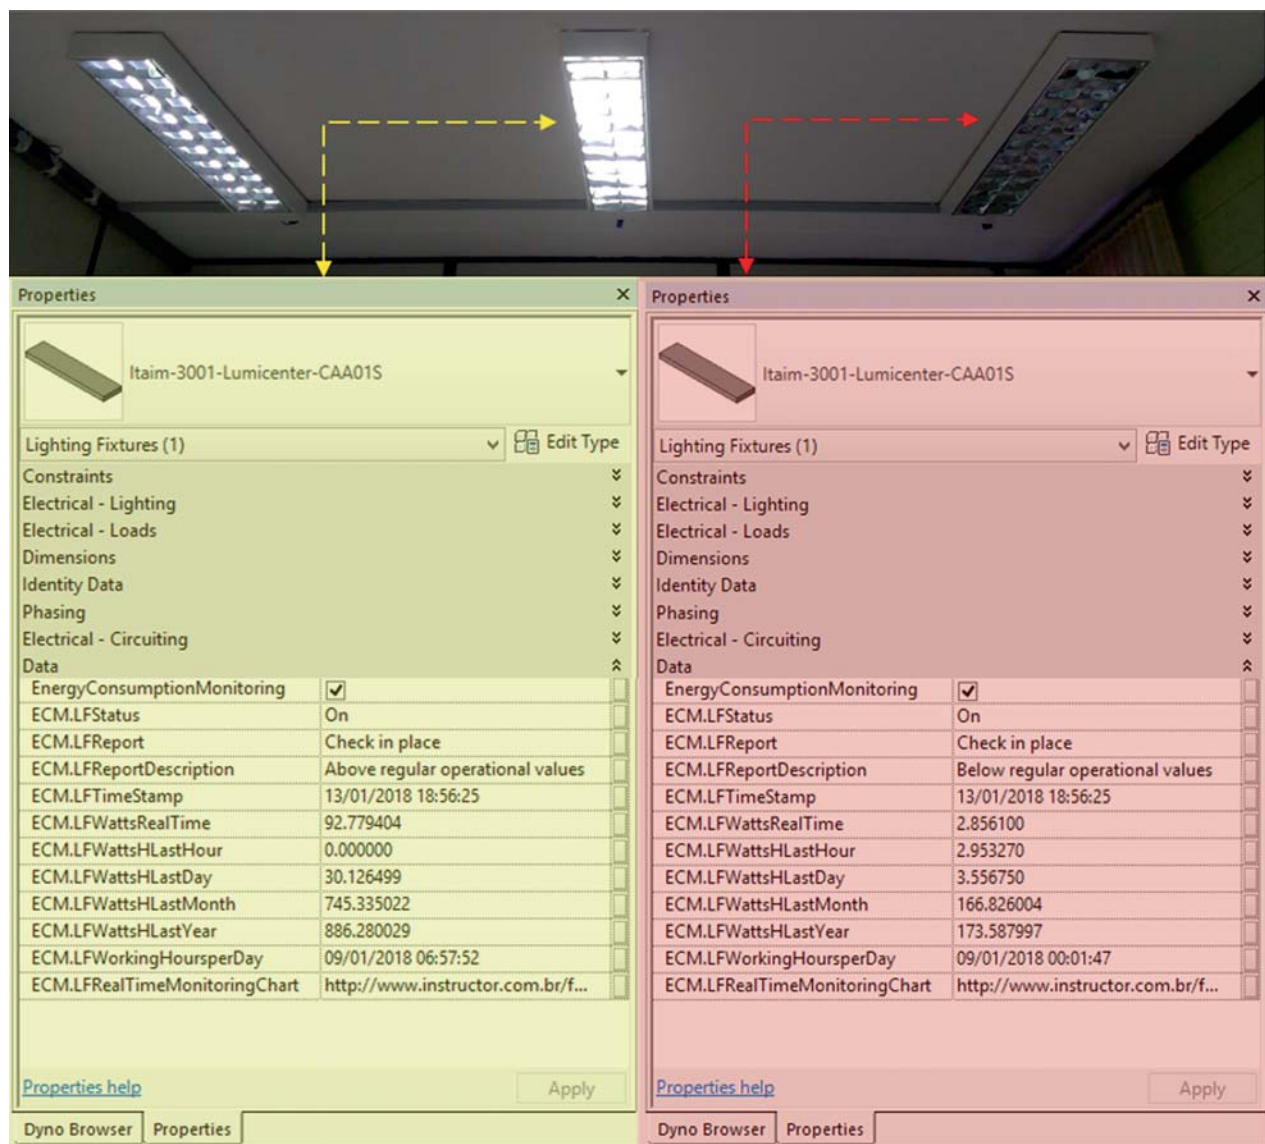 Properties
Itaim-3001-Lumicenter-CAA01S
Lighting Fixtures (1) Edit Type
Constraints
Electrical - Lighting
Electrical - Loads
Dimensions
Identity Data
Phasing
Electrical - Circuiting
Data
EnergyConsumptionMonitoring
ECM.LFStatus On
ECM.LFReport Check in place
ECM.LFReportDescription Above regular operational values
ECM.LFTimeStamp 13/01/2018 18:56:25
ECM.LFWattsRealTime 92.779404
ECM.LFWattsHLastHour 0.000000
ECM.LFWattsHLastDay 30.126499
ECM.LFWattsHLastMonth 745.335022
ECM.LFWattsHLastYear 886.280029
ECM.LFWorkingHoursperDay 09/01/2018 06:57:52
ECM.LFRealTimeMonitoringChart http://www.instructor.com.br/f...
Properties help Apply
Dyno Browser Properties
Properties
Itaim-3001-Lumicenter-CAA01S
Lighting Fixtures (1) Edit Type
Constraints
Electrical - Lighting
Electrical - Loads
Dimensions
Identity Data
Phasing
Electrical - Circuiting
Data
EnergyConsumptionMonitoring
ECM.LFStatus On
ECM.LFReport Check in place
ECM.LFReportDescription Below regular operational values
ECM.LFTimeStamp 13/01/2018 18:56:25
ECM.LFWattsRealTime 2.856100
ECM.LFWattsHLastHour 2.953270
ECM.LFWattsHLastDay 3.556750
ECM.LFWattsHLastMonth 166.826004
ECM.LFWattsHLastYear 173.587997
ECM.LFWorkingHoursperDay 09/01/2018 00:01:47
ECM.LFRealTimeMonitoringChart http://www.instructor.com.br/f...
Properties help Apply
Dyno Browser Properties